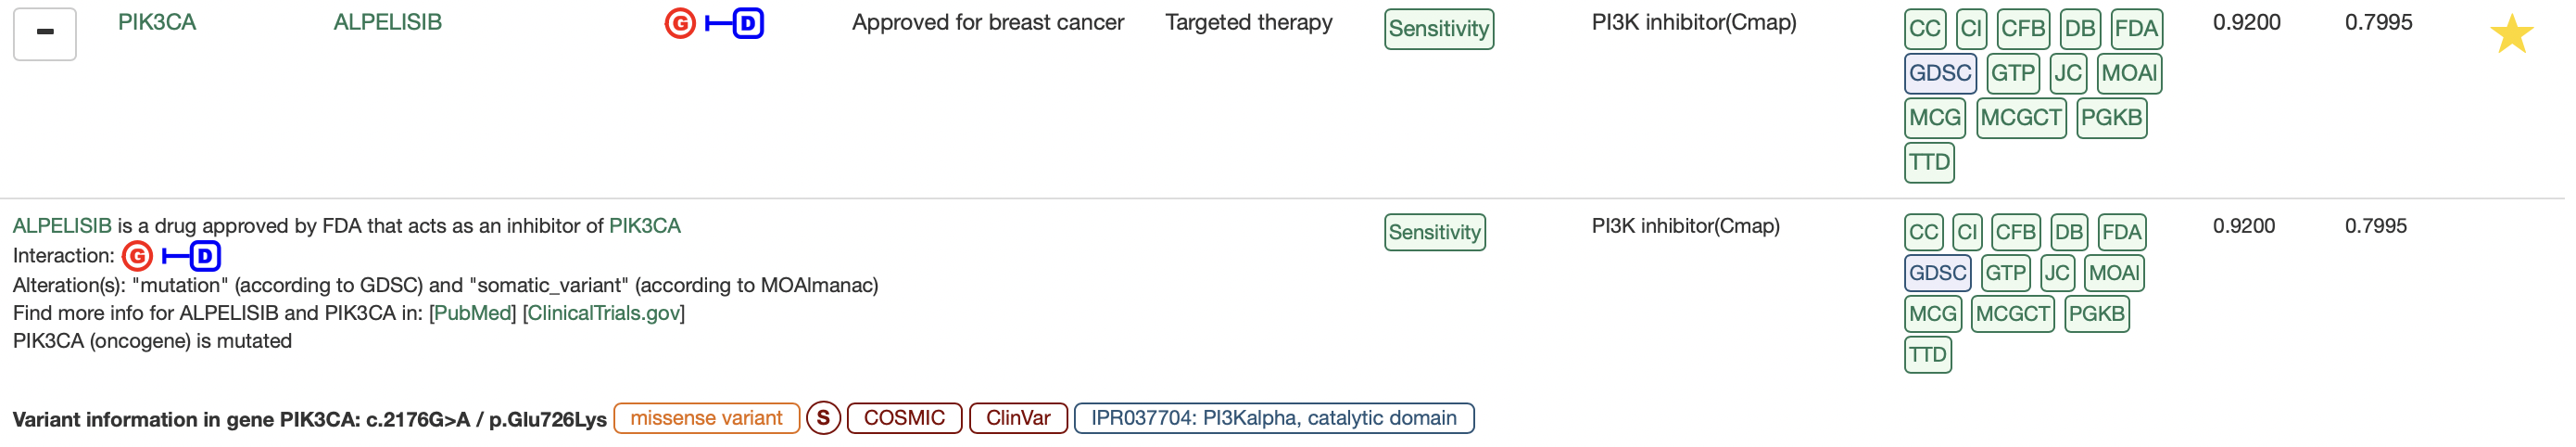 PIK3CA ALPELISIB G D Approved for breast cancer Targeted therapy Sensitivity PI3K inhibitor(Cmap) CC CI CFB DB FDA 0.9200 0.7995
GDSC GTP JC MOAl
MCG MCGCT PGKB
TTD
ALPELISIB is a drug approved by FDA that acts as an inhibitor of PIK3CA Sensitivity PI3K inhibitor(Cmap) CC CI CFB DB FDA 0.9200 0.7995
Interaction: G D
GDSC GTP JC MOAl
Alteration(s): "mutation" (according to GDSC) and "somatic_variant" (according to MOAlmanac)
Find more info for ALPELISIB and PIK3CA in: [PubMed] [ClinicalTrials.gov] MCG MCGCT PGKB
PIK3CA (oncogene) is mutated TTD
Variant information in gene PIK3CA: c.2176G>A / p.Glu726Lys missense variant S COSMIC ClinVar IPR037704: PI3Kalpha, catalytic domain